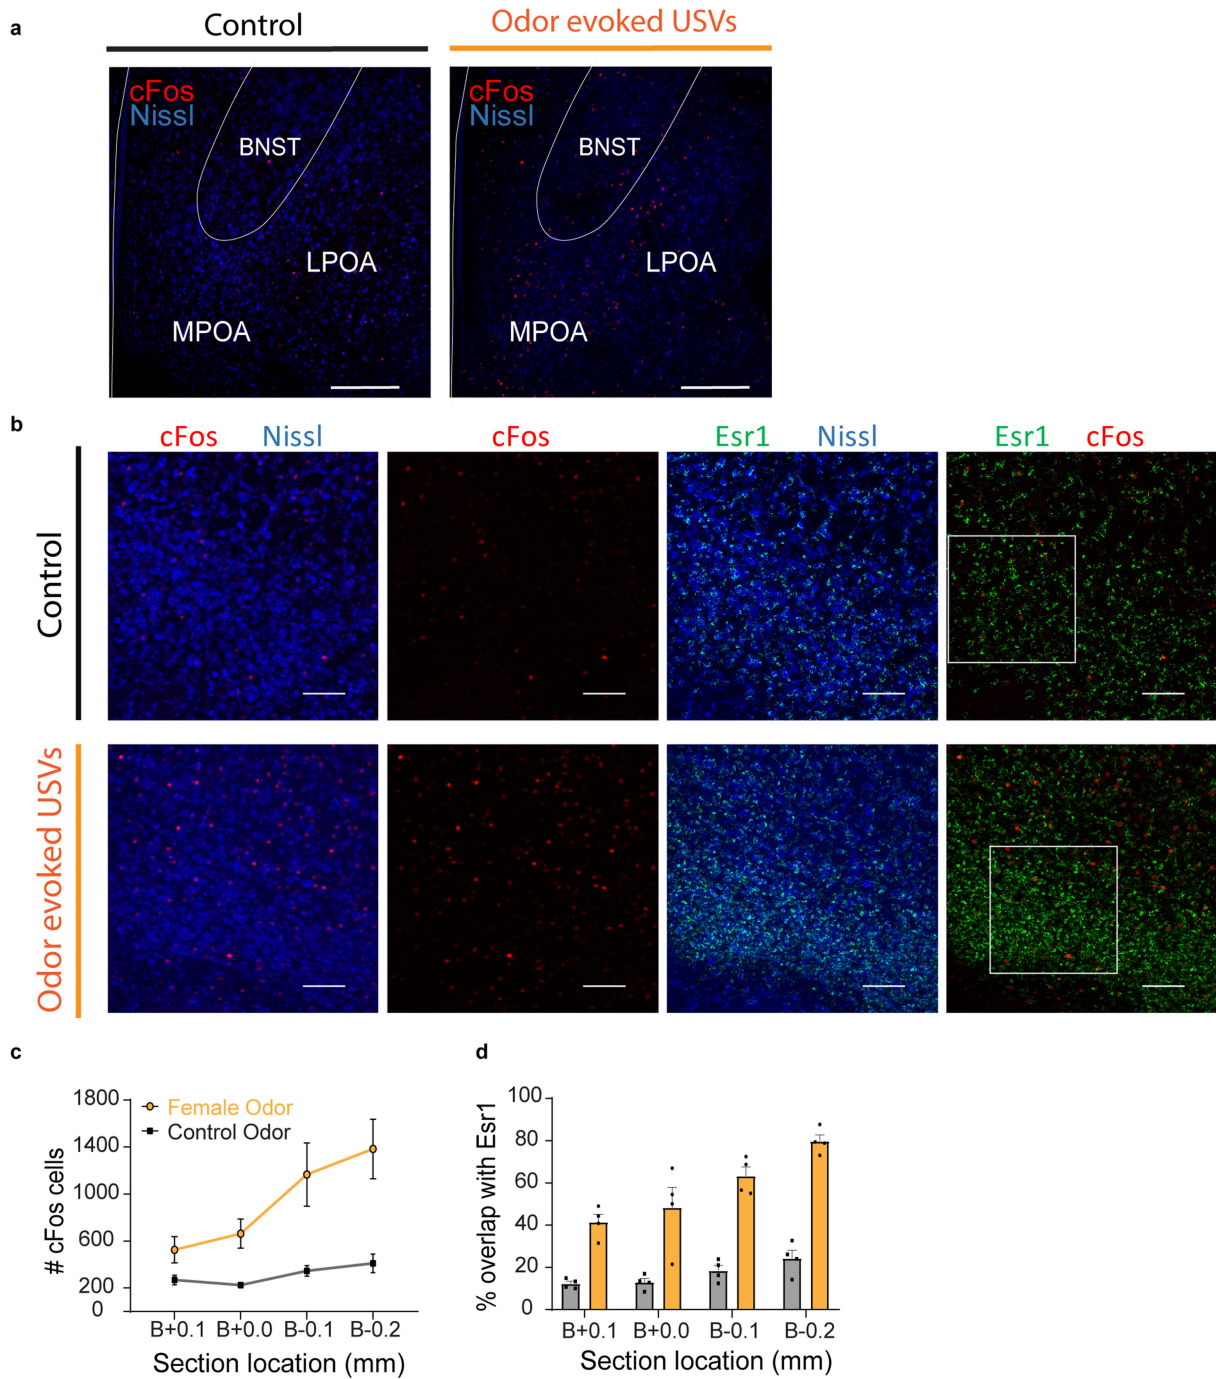 a
Control
Odor evoked USVs
cFos
Nissl
BNST
LPOA
MPOA
cFos
Nissl
BNST
LPOA
MPOA
b
cFos Nissl
cFos
Esr1 Nissl
Esr1 cFos
Control
Odor evoked USVs
c
# cFos cells
1800
1400
1000
600
200
0
Female Odor
Control Odor
B+0.1 B+0.0 B-0.1 B-0.2
Section location (mm)
d
% overlap with Esr1
100
80
60
40
20
0
B+0.1 B+0.0 B-0.1 B-0.2
Section location (mm)